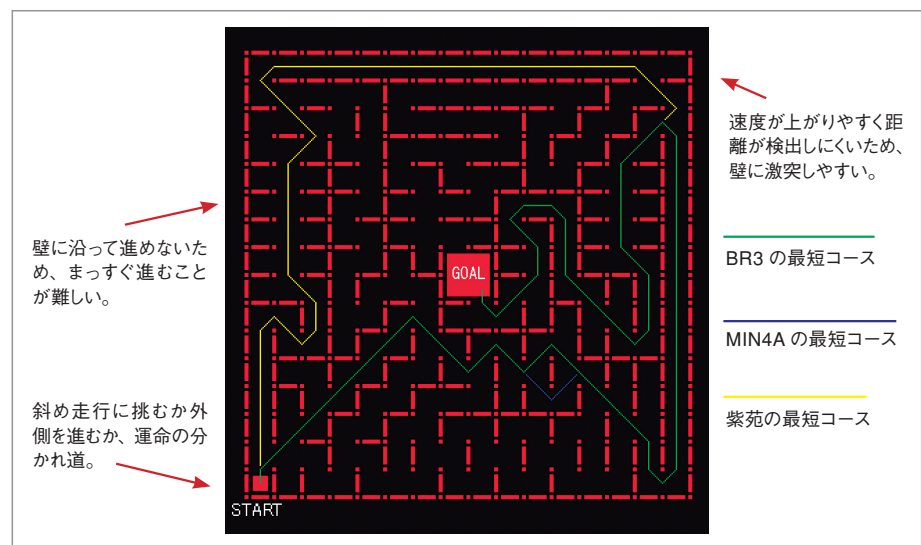 速度が上がりやすく距
離が検出しにくいため、
壁に激突しやすい。
壁に沿って進めないた
め、まっすぐ進むこと
が難しい。
GOAL
BR3 の最短コース
MIN4A の最短コース
紫苑の最短コース
斜め走行に挑むか外
側を進むか、運命の分
かれ道。
START